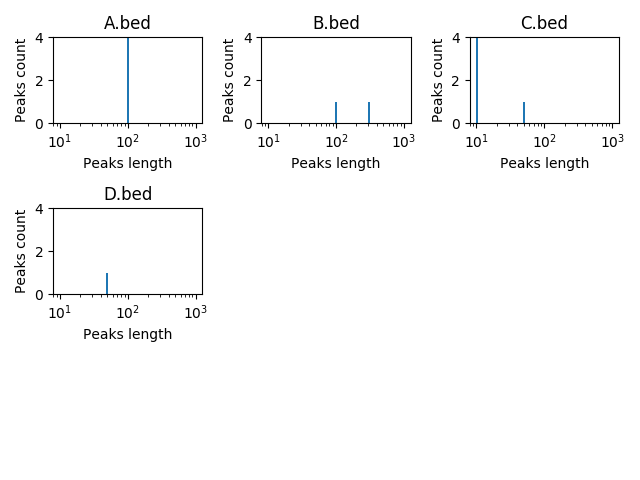 A.bed
B.bed
C.bed
Peaks count
4
2
0
Peaks count
4
2
0
Peaks count
4
2
0
10¹ 10² 10³
10¹ 10² 10³
10¹ 10² 10³
Peaks length
Peaks length
Peaks length
D.bed
Peaks count
4
2
0
10¹ 10² 10³
Peaks length